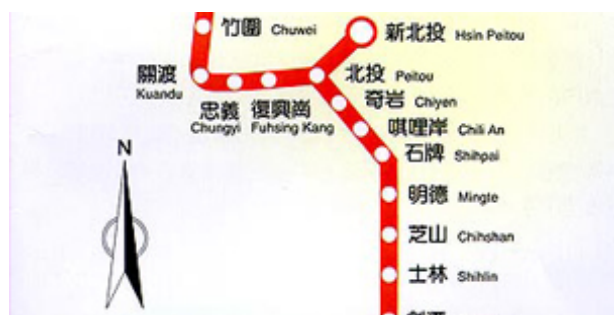 竹圍 Chuwei
新北投 Hsin Peitou
關渡
Kuandu
北投 Peitou
忠義 復興崗
Chungyi Fuhsing Kang
奇岩 Chiyen
唭哩岸 Chili An
石牌 Shihpai
明德 Mingte
芝山 Chihshan
士林 Shihlin
N